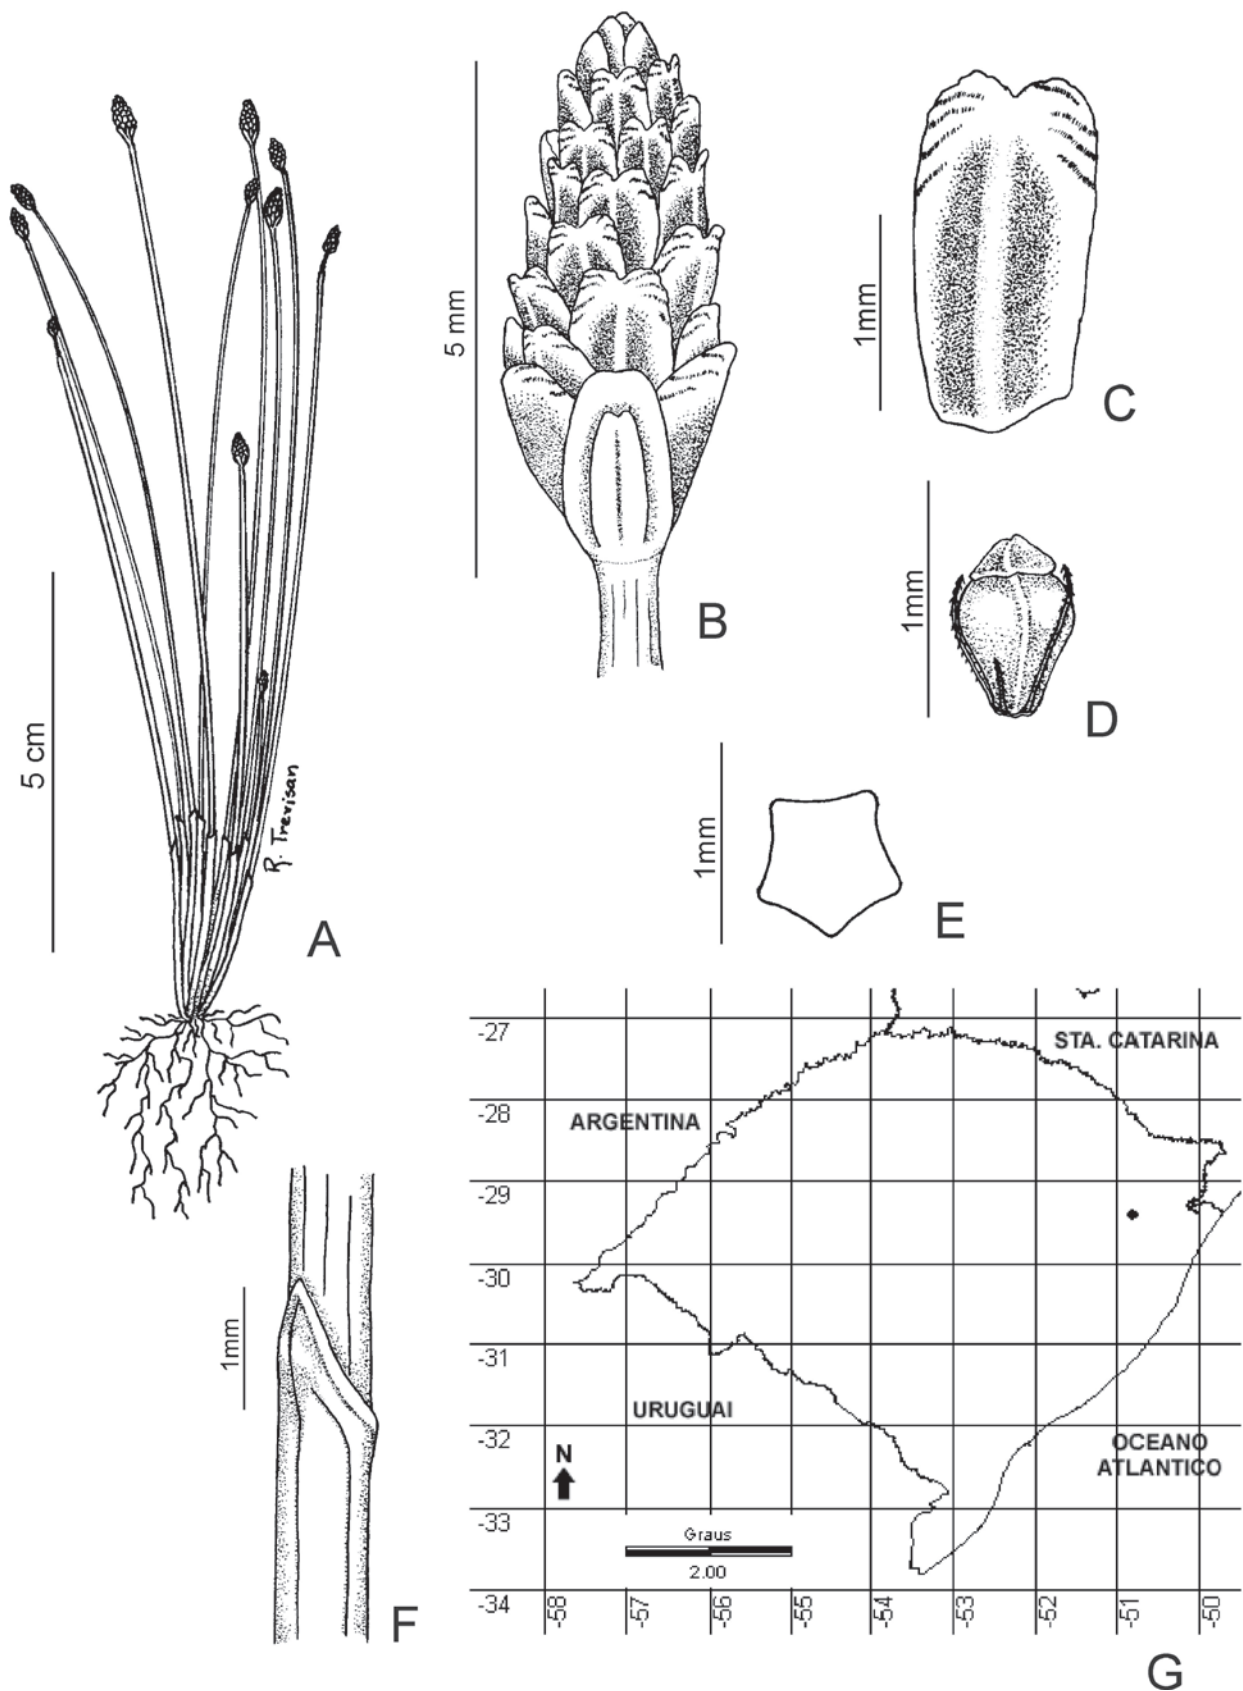 5 cm
R. Trevisan
A
5 mm
B
1mm
C
1mm
D
1mm
E
1mm
F
-27
STA. CATARINA
-28
ARGENTINA
-29
-30
-31
URUGUAI
-32
OCEANO
ATLANTICO
N
-33
Graus
2.00
-34
-58 -57 -56 -55 -54 -53 -52 -51 -50
G